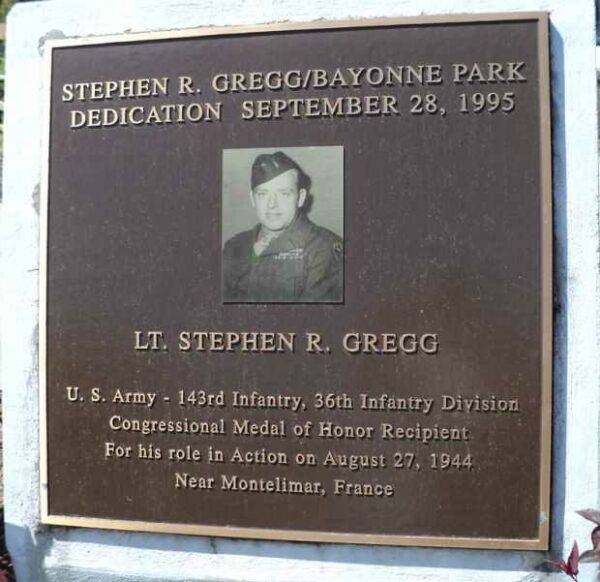 STEPHEN R. GREGG/BAYONNE PARK
DEDICATION SEPTEMBER 28, 1995
LT. STEPHEN R. GREGG
U. S. Army - 143rd Infantry, 36th Infantry Division
Congressional Medal of Honor Recipient
For his role in Action on August 27, 1944
Near Montelimar, France